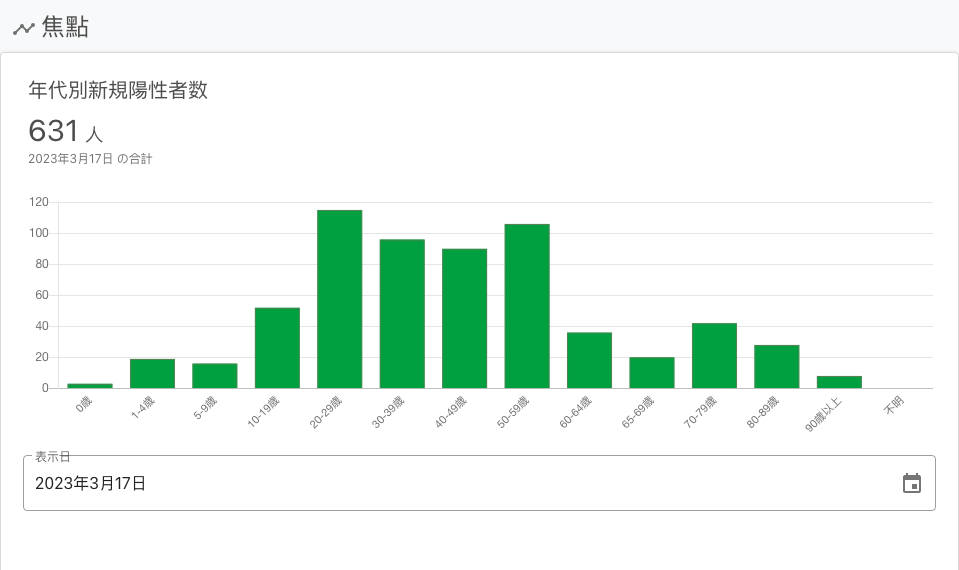 焦點
年代別新規陽性者数
631 人
2023年3月17日 の合計
120
100
80
60
40
20
0
0歳 1-4歳 5-9歳 10-19歳 20-29歳 30-39歳 40-49歳 50-59歳 60-64歳 65-69歳 70-79歳 80-89歳 90歳以上 不明
表示日
2023年3月17日